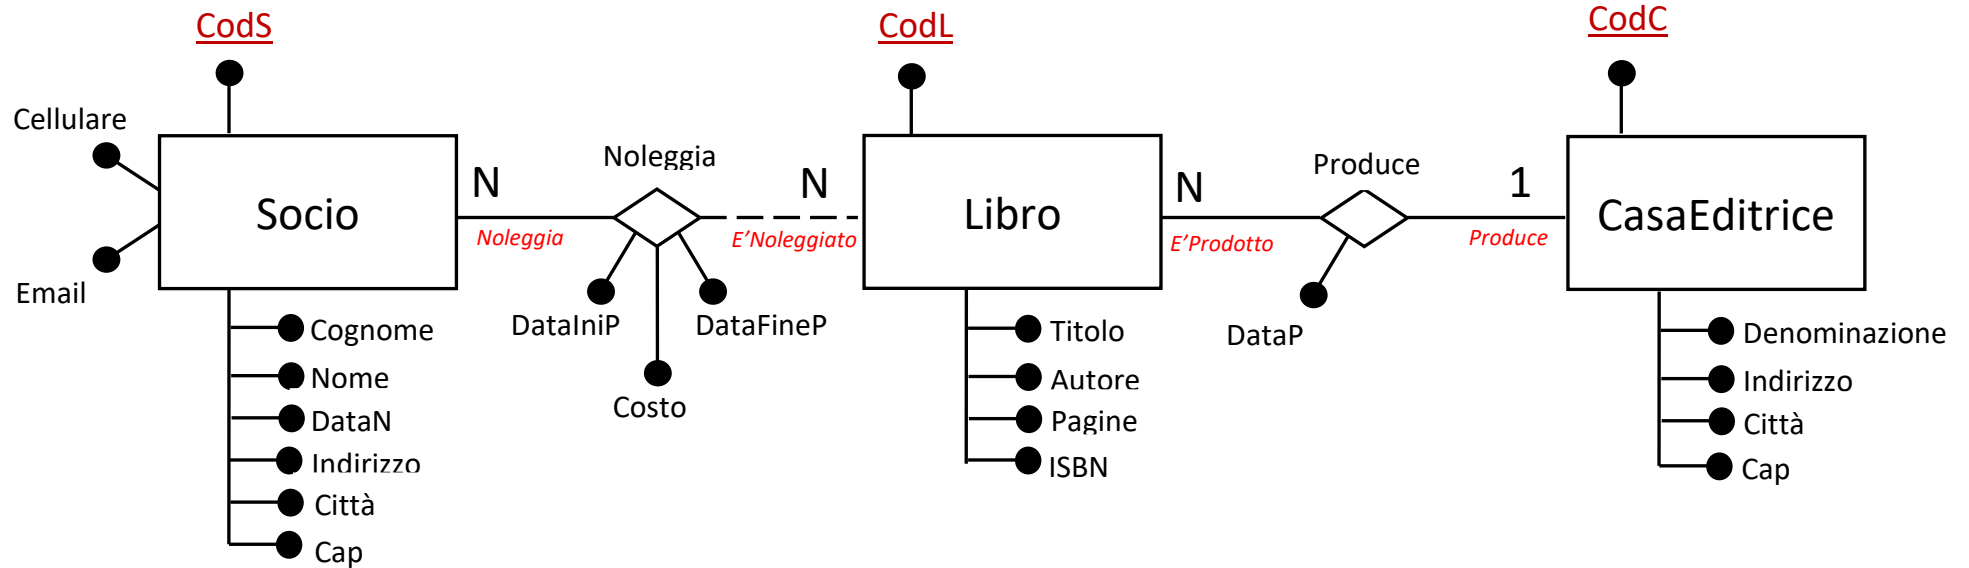 CodS
Cellulare
Email
Socio
Cognome
Nome
DataN
Indirizzo
Città
Cap
N
Noleggia
Noleggia
N
E'Noleggiato
DataIniP
DataFineP
Costo
CodL
Libro
Titolo
Autore
Pagine
ISBN
N
E'Prodotto
Produce
1
Produce
DataP
CodC
CasaEditrice
Denominazione
Indirizzo
Città
Cap